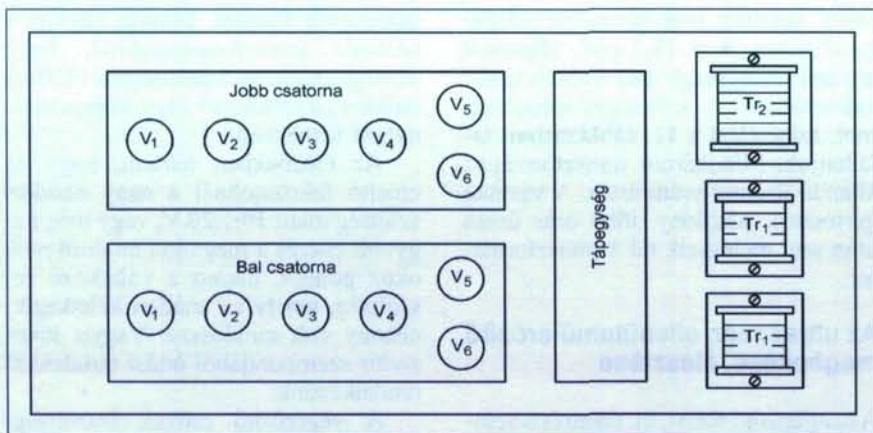 Jobb csatorna
V1 V2 V3 V4 V5
V6
Bal csatorna
V1 V2 V3 V4 V5
V6
Tápegység
Tr2
Tr1
Tr1